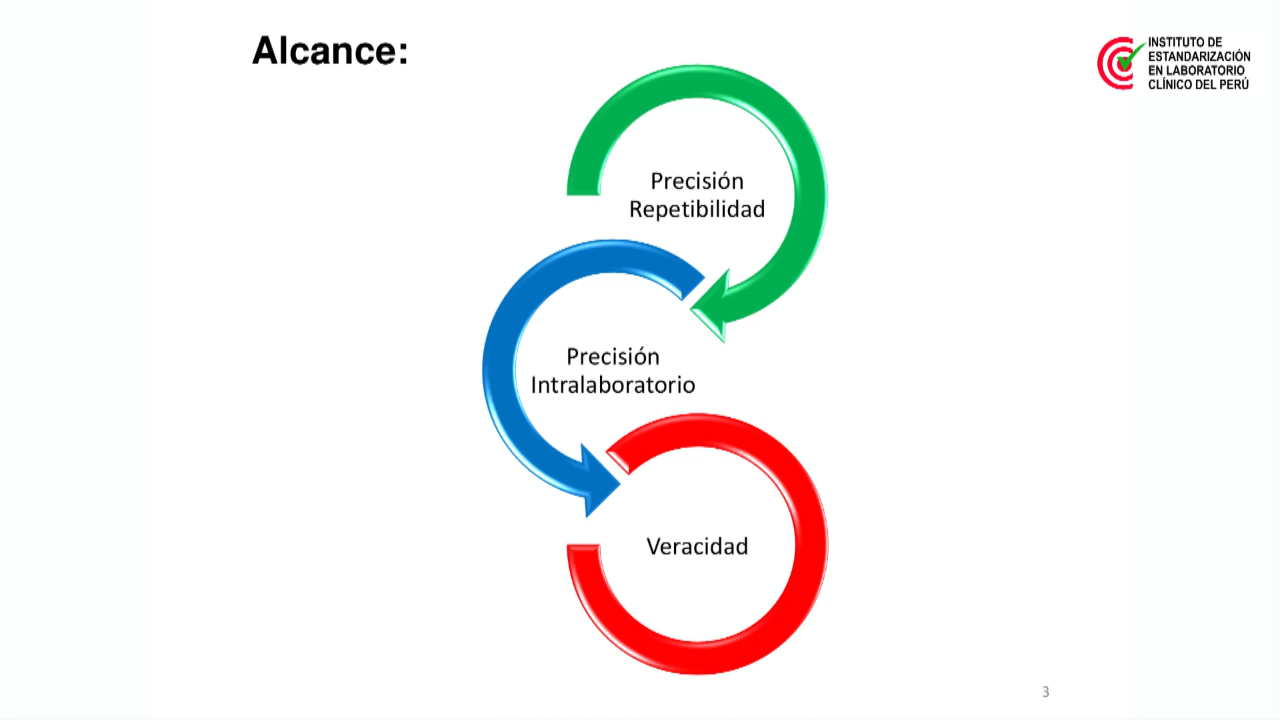 Alcance:
INSTITUTO DE
ESTANDARIZACIÓN
EN LABORATORIO
CLÍNICO DEL PERÚ
Precisión
Repetibilidad
Precisión
Intralaboratorio
Veracidad
3